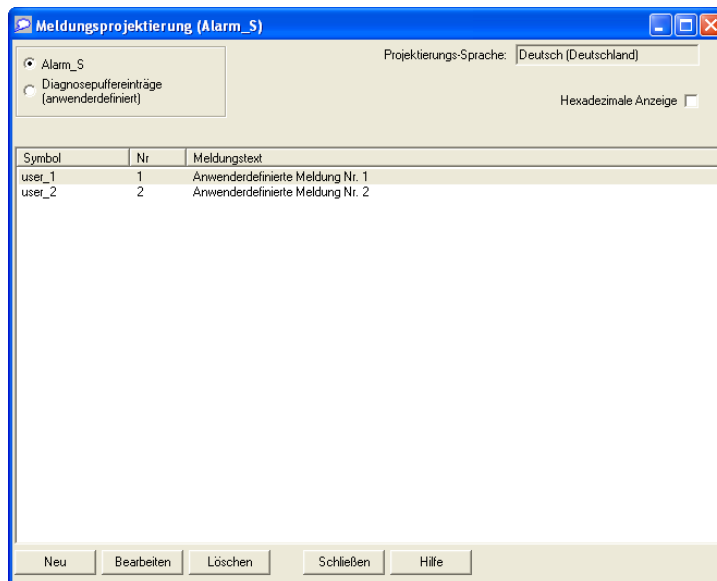 Meldungsprojektierung (Alarm_S)
Alarm_S
Projektierungs-Sprache: Deutsch (Deutschland)
Diagnosepuffereinträge
(anwenderdefiniert)
Hexadezimale Anzeige
Symbol Nr Meldungstext
user_1 1 Anwenderdefinierte Meldung Nr. 1
user_2 2 Anwenderdefinierte Meldung Nr. 2
Neu Bearbeiten Löschen Schließen Hilfe